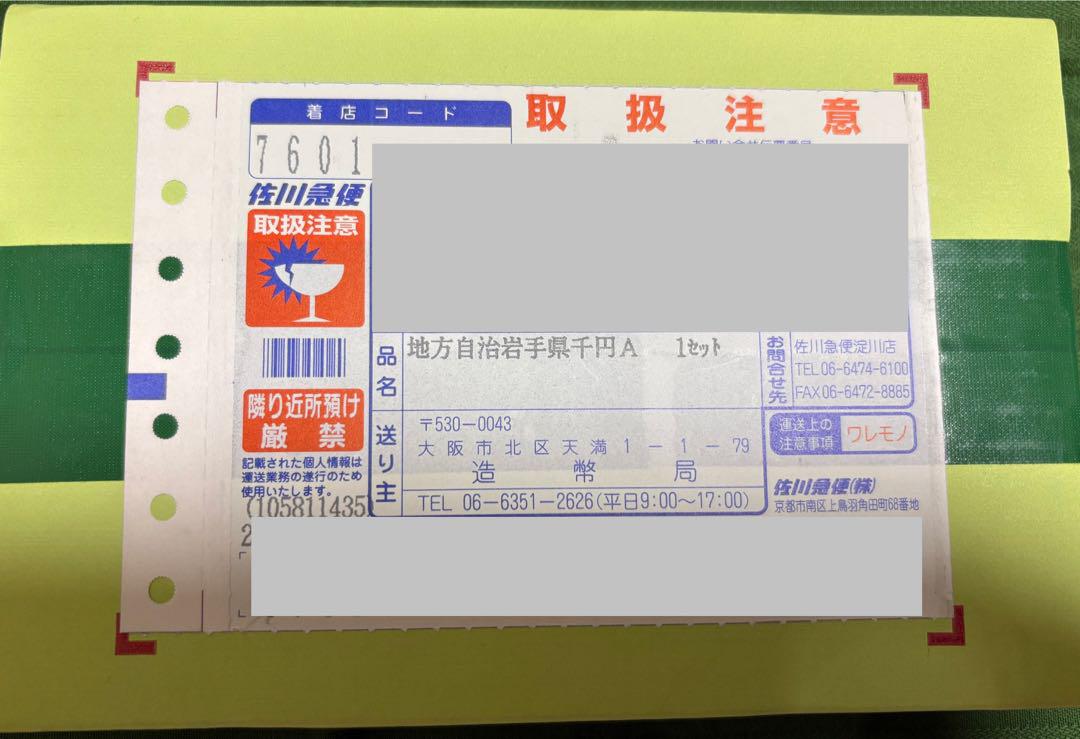 着店コード
取扱注意
7601
佐川急便
取扱注意
品名
地方自治岩手県千円A 1セット
お問合せ先
佐川急便淀川店
TEL 06-6474-6100
FAX 06-6472-8885
隣り近所預け
厳禁
送り主
〒530-0043
大阪市北区天満1-1-79
造幣局
TEL 06-6351-2626(平日9:00〜17:00)
運送上の
注意事項
ワレモノ
記載された個人情報は
運送業務の遂行のため
使用いたします。
(1058114435)
佐川急便(株)
京都市南区上鳥羽角田町68番地
2